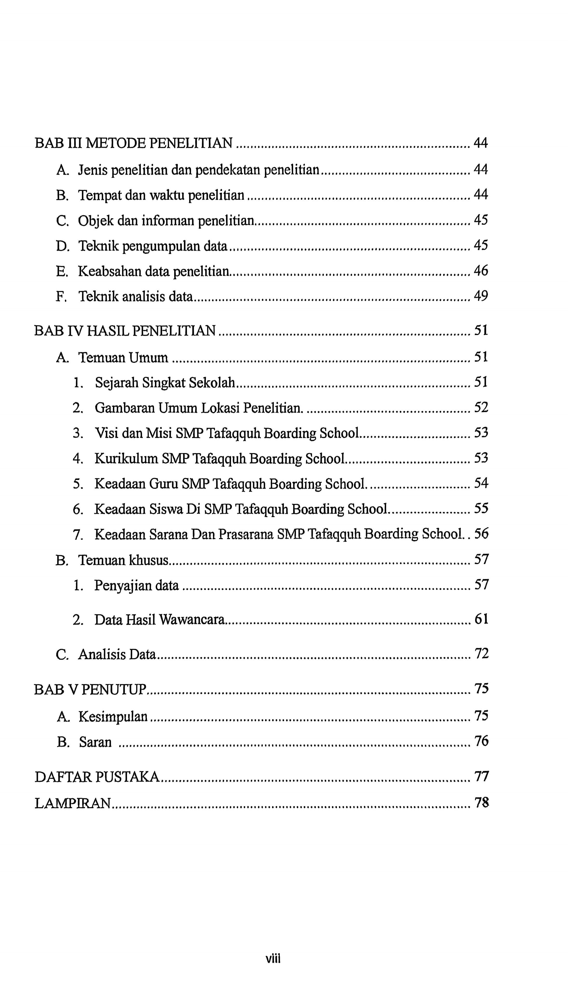 BAB III METODE PENELITIAN ................................................................ 44
A. Jenis penelitian dan pendekatan penelitian.......................................... 44
B. Tempat dan waktu penelitian ............................................................. 44
C. Objek dan informan penelitian............................................................ 45
D. Teknik pengumpulan data................................................................... 45
E. Keabsahan data penelitian................................................................... 46
F. Teknik analisis data............................................................................. 49
BAB IV HASIL PENELITIAN ...................................................................... 51
A. Temuan Umum ................................................................................... 51
1. Sejarah Singkat Sekolah.................................................................. 51
2. Gambaran Umum Lokasi Penelitian. .............................................. 52
3. Visi dan Misi SMP Tafaqquh Boarding School............................... 53
4. Kurikulum SMP Tafaqquh Boarding School................................... 53
5. Keadaan Guru SMP Tafaqquh Boarding School. ............................ 54
6. Keadaan Siswa Di SMP Tafaqquh Boarding School....................... 55
7. Keadaan Sarana Dan Prasarana SMP Tafaqquh Boarding School. . 56
B. Temuan khusus.................................................................................... 57
1. Penyajian data ................................................................................ 57
2. Data Hasil Wawancara..................................................................... 61
C. Analisis Data........................................................................................ 72
BAB V PENUTUP.......................................................................................... 75
A. Kesimpulan ......................................................................................... 75
B. Saran .................................................................................................. 76
DAFTAR PUSTAKA...................................................................................... 77
LAMPIRAN.................................................................................................... 78
viii